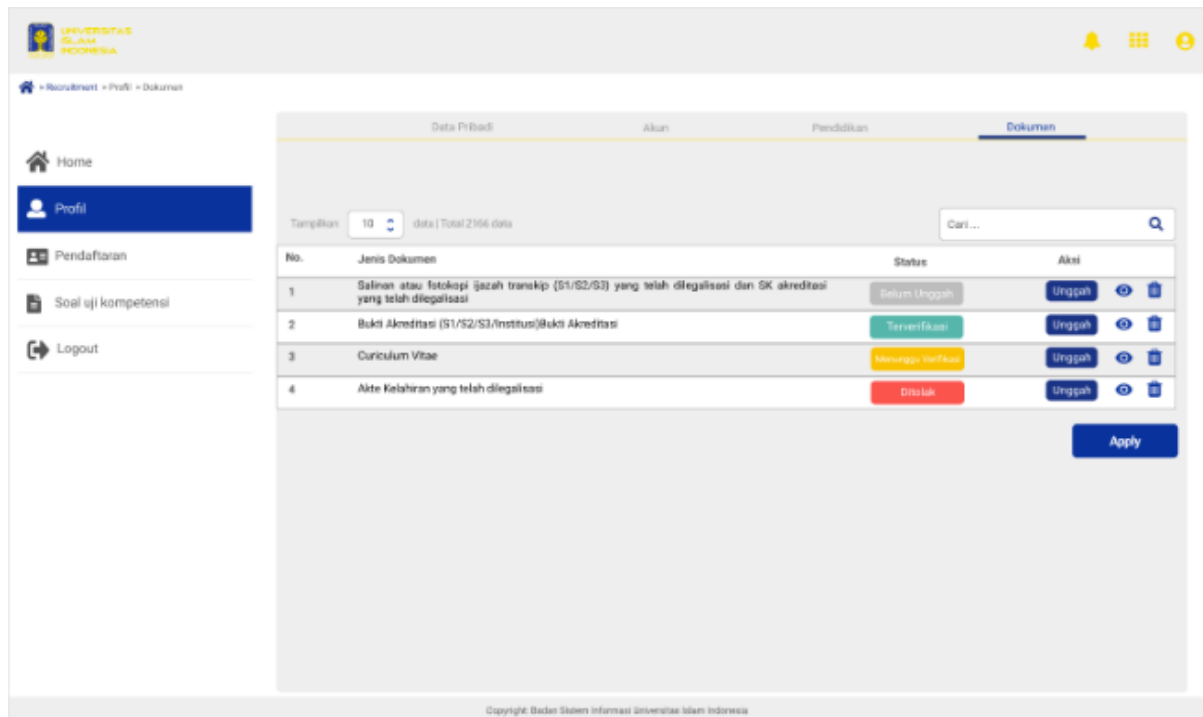 UNIVERSITAS
ISLAM
INDONESIA
> Recruitment > Profil > Dokumen
Data Pribadi Akun Pendidikan Dokumen
Home
Profil
Pendaftaran
Soal uji kompetensi
Logout
Tampilkan 10 data | Total 2166 data Cari...
No. Jenis Dokumen Status Aksi
1 Salinan atau fotokopi ijazah transkip (S1/S2/S3) yang telah dilegalisasi dan SK akreditasi
yang telah dilegalisasi Belum Unggah Unggah
2 Bukti Akreditasi (S1/S2/S3/Institusi)Bukti Akreditasi Terverifikasi Unggah
3 Curiculum Vitae Menunggu Verifikasi Unggah
4 Akte Kelahiran yang telah dilegalisasi Ditolak Unggah
Apply
Copyright Badan Sistem Informasi Universitas Islam Indonesia